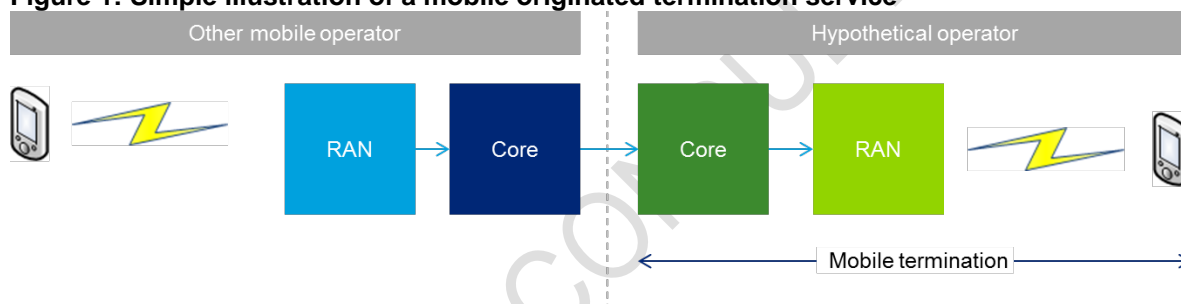 Figure 1: Simple illustration of a mobile originated termination service
Other mobile operator
Hypothetical operator
RAN
Core
Core
RAN
Mobile termination